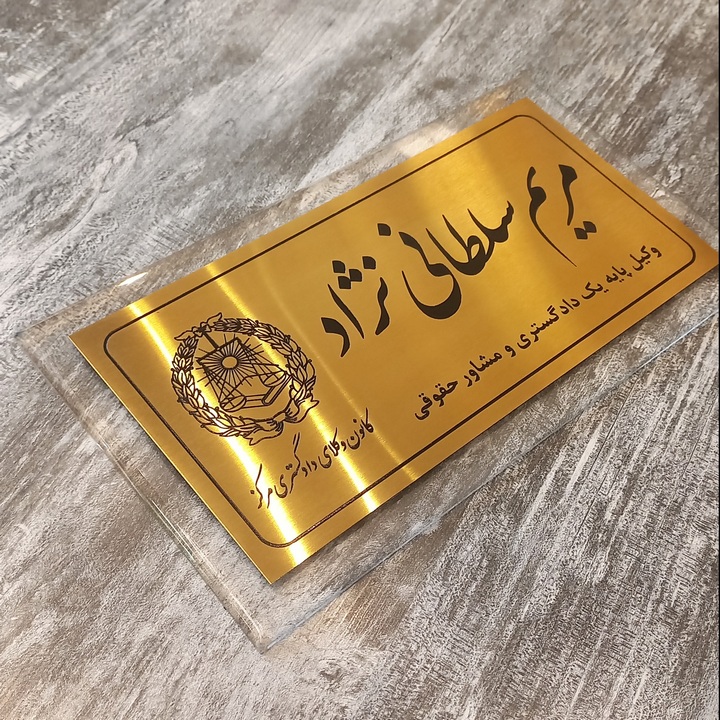 مریم سلطانی نژاد
وکیل پایه یک دادگستری و مشاور حقوقی
کانون وکلای دادگستری مرکز